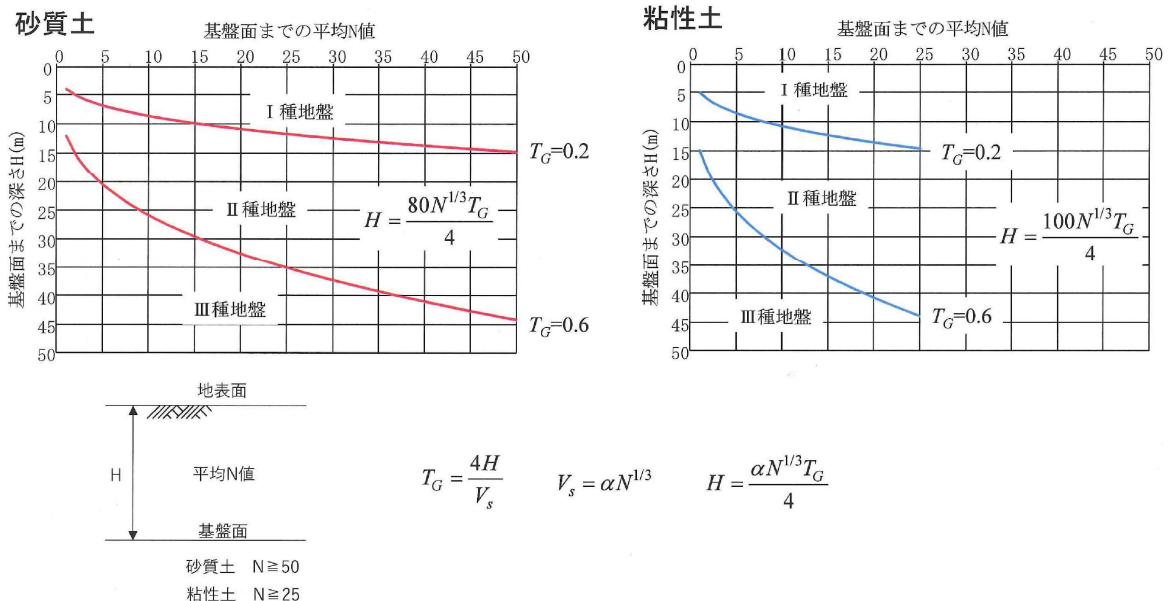 砂質土
基盤面までの平均N値
0 5 10 15 20 25 30 35 40 45 50
0
5
10
15
20
25
30
35
40
45
50
基盤面までの深さH(m)
Ⅰ種地盤
T_G=0.2
Ⅱ種地盤
H = \frac{80N^{1/3}T_G}{4}
Ⅲ種地盤
T_G=0.6
粘性土
基盤面までの平均N値
0 5 10 15 20 25 30 35 40 45 50
0
5
10
15
20
25
30
35
40
45
50
基盤面までの深さH(m)
Ⅰ種地盤
T_G=0.2
Ⅱ種地盤
H = \frac{100N^{1/3}T_G}{4}
Ⅲ種地盤
T_G=0.6
地表面
H
平均N値
基盤面
砂質土 N≧50
粘性土 N≧25
T_G = \frac{4H}{V_s} V_s = αN^{1/3} H = \frac{αN^{1/3}T_G}{4}